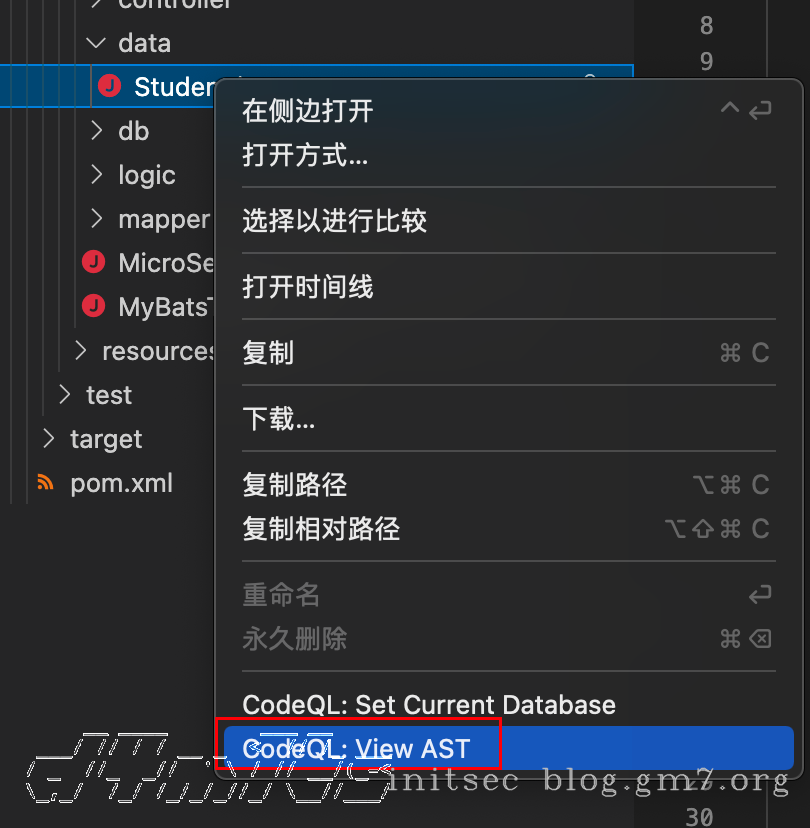 controller
8
data
9
Studen
在侧边打开
打开方式...
db
logic
选择以进行比较
mapper
MicroSe
打开时间线
MyBats
resources
复制 ⌘ C
test
下载...
target
pom.xml
复制路径 ⌥⌘ C
复制相对路径 ⌥⇧⌘ C
重命名
永久删除 ⌘
CodeQL: Set Current Database
CodeQL: View AST
initsec blog.gm7.org
30